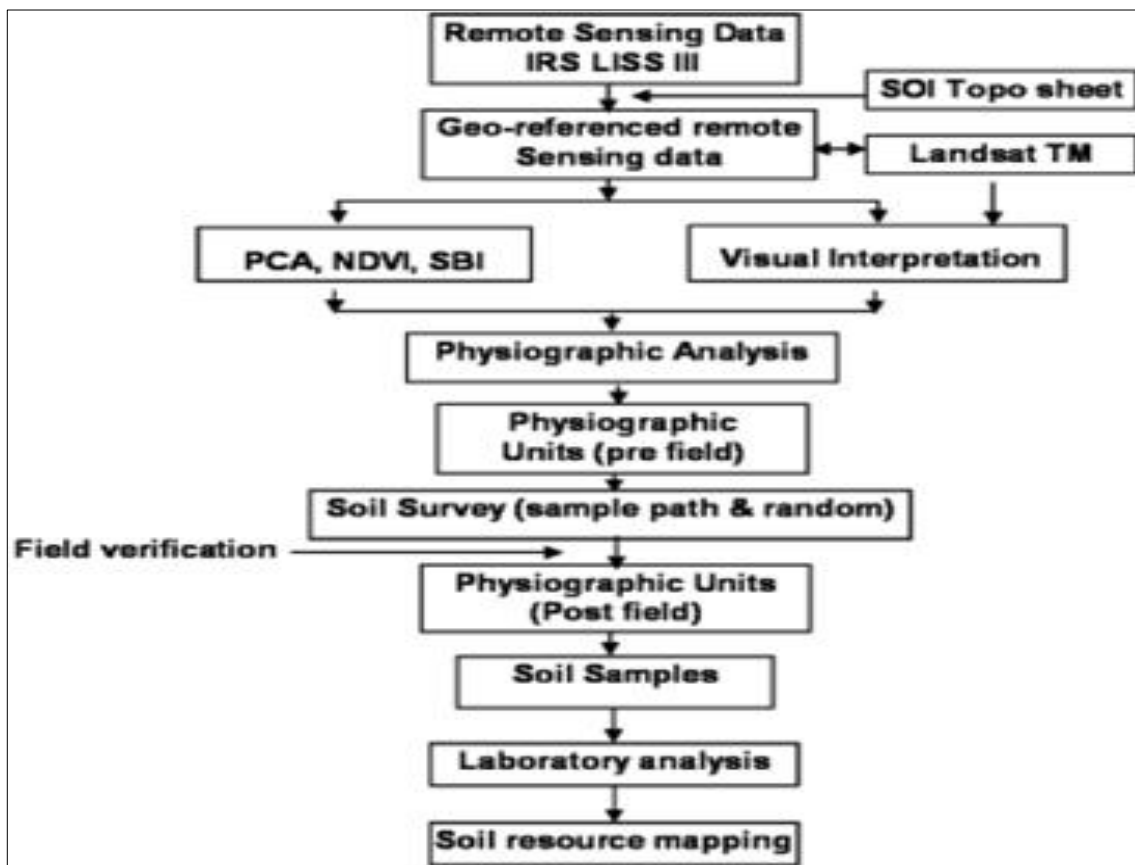 Remote Sensing Data
IRS LISS III
SOI Topo sheet
Geo-referenced remote
Sensing data
Landsat TM
PCA, NDVI, SBI
Visual Interpretation
Physiographic Analysis
Physiographic
Units (pre field)
Soil Survey (sample path & random)
Field verification
Physiographic Units
(Post field)
Soil Samples
Laboratory analysis
Soil resource mapping